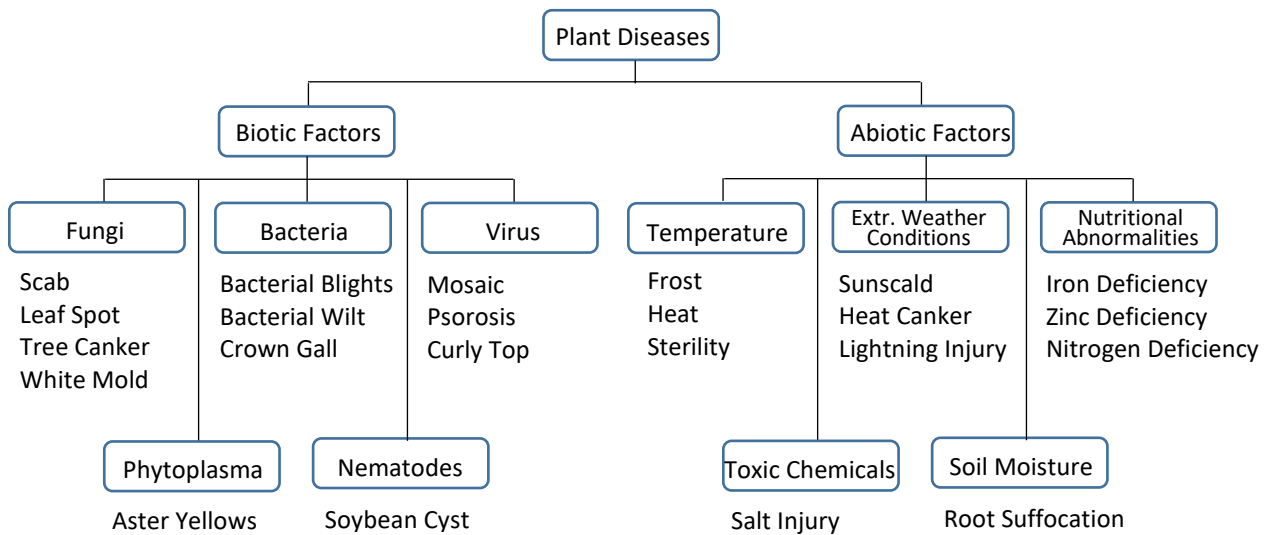 Plant Diseases
Biotic Factors
Abiotic Factors
Fungi
Bacteria
Virus
Temperature
Extr. Weather
Conditions
Nutritional
Abnormalities
Scab
Leaf Spot
Tree Canker
White Mold
Bacterial Blights
Bacterial Wilt
Crown Gall
Mosaic
Psorosis
Curly Top
Frost
Heat
Sterility
Sunscald
Heat Canker
Lightning Injury
Iron Deficiency
Zinc Deficiency
Nitrogen Deficiency
Phytoplasma
Nematodes
Toxic Chemicals
Soil Moisture
Aster Yellows
Soybean Cyst
Salt Injury
Root Suffocation